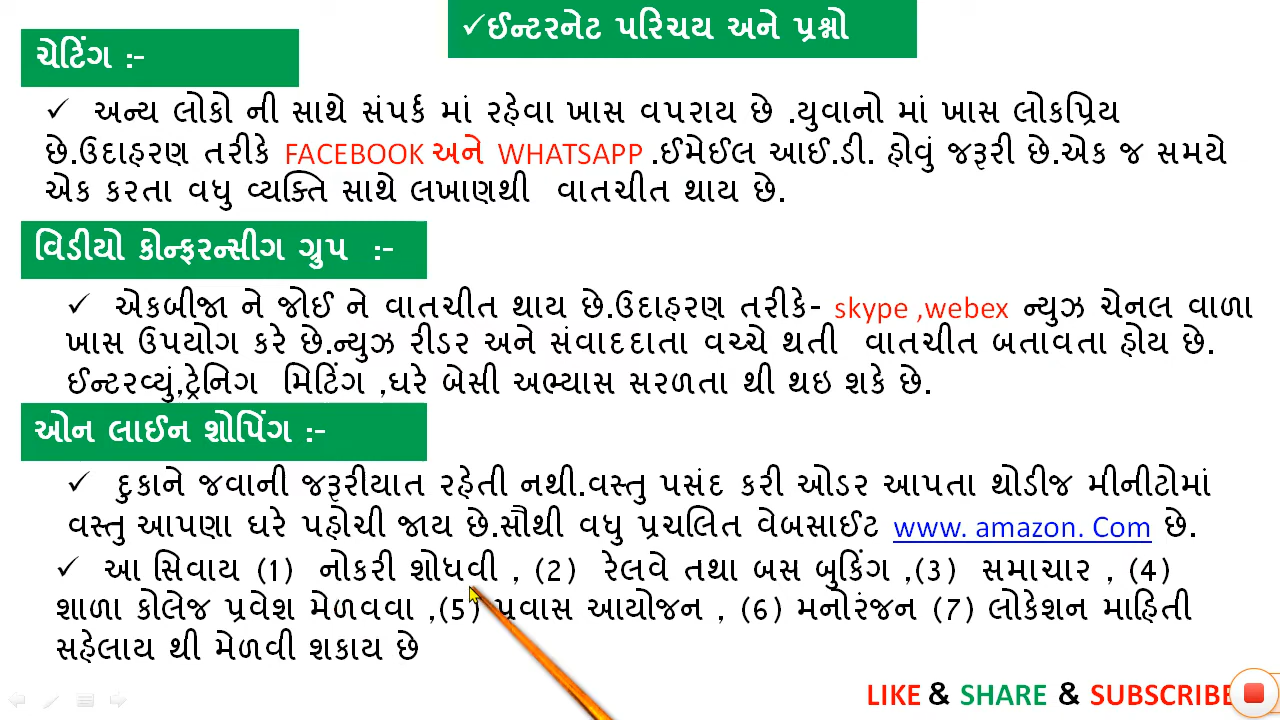 ✓ઈન્ટરનેટ પરિચય અને પ્રશ્નો
ચેટિંગ :-
✓ અન્ય લોકો ની સાથે સંપર્ક માં રહેવા ખાસ વપરાય છે .યુવાનો માં ખાસ લોકપ્રિય
છે.ઉદાહરણ તરીકે FACEBOOK અને WHATSAPP .ઈમેઈલ આઈ.ડી. હોવું જરૂરી છે.એક જ સમયે
એક કરતા વધુ વ્યક્તિ સાથે લખાણથી વાતચીત થાય છે.
વિડીયો કોન્ફરન્સીગ ગ્રુપ :-
✓ એકબીજા ને જોઈ ને વાતચીત થાય છે.ઉદાહરણ તરીકે- skype ,webex ન્યુઝ ચેનલ વાળા
ખાસ ઉપયોગ કરે છે.ન્યુઝ રીડર અને સંવાદદાતા વચ્ચે થતી વાતચીત બતાવતા હોય છે.
ઈન્ટરવ્યું,ટ્રેનિગ મિટિંગ ,ઘરે બેસી અભ્યાસ સરળતા થી થઇ શકે છે.
ઓન લાઈન શોપિંગ :-
✓ દુકાને જવાની જરૂરીયાત રહેતી નથી.વસ્તુ પસંદ કરી ઓડર આપતા થોડીજ મીનીટોમાં
વસ્તુ આપણા ઘરે પહોચી જાય છે.સૌથી વધુ પ્રચલિત વેબસાઈટ www. amazon. Com છે.
✓ આ સિવાય (1) નોકરી શોધવી , (2) રેલવે તથા બસ બુકિંગ ,(3) સમાચાર , (4)
શાળા કોલેજ પ્રવેશ મેળવવા ,(5) પ્રવાસ આયોજન , (6) મનોરંજન (7) લોકેશન માહિતી
સહેલાય થી મેળવી શકાય છે
LIKE & SHARE & SUBSCRIBE